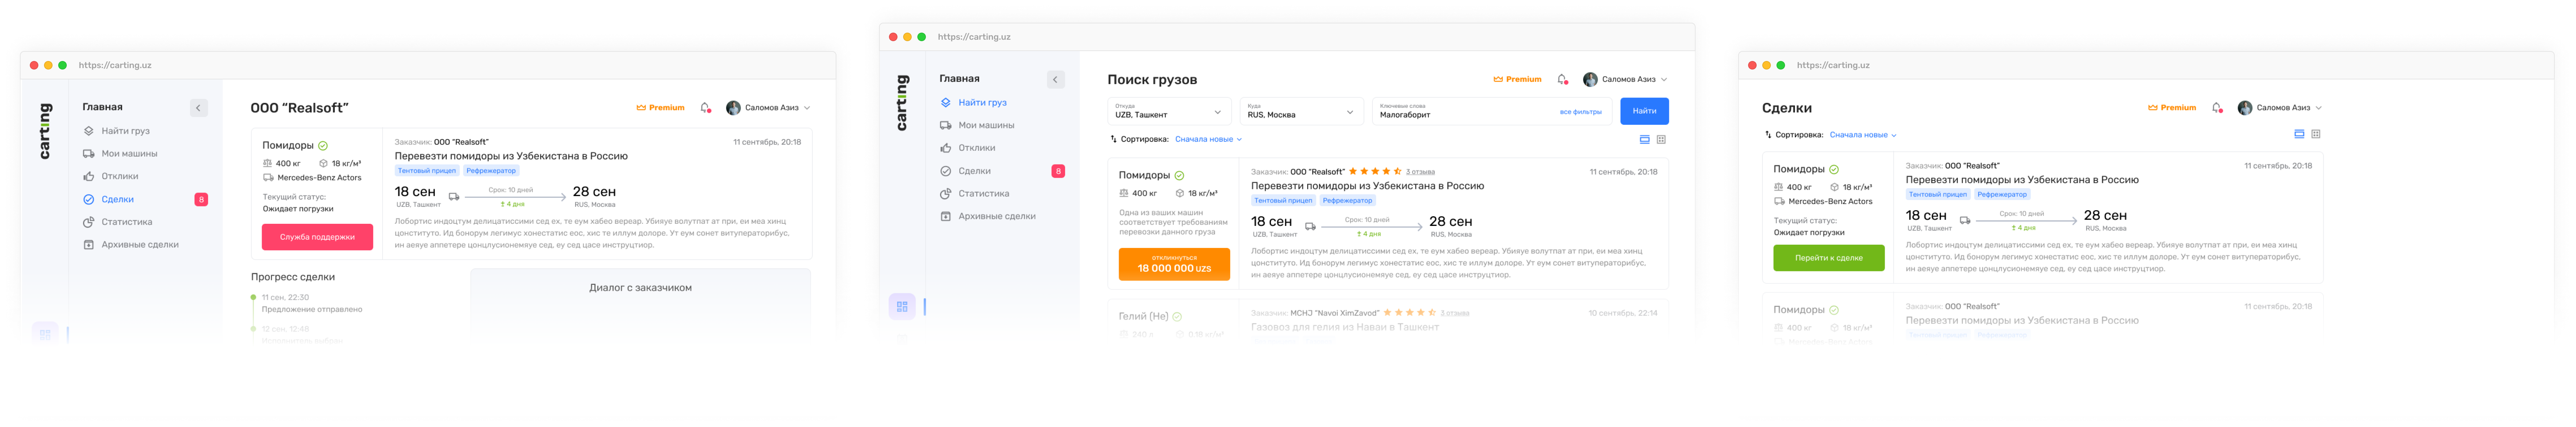 https://carting.uz
carting
Главная
Найти груз
Мои машины
Отклики
Сделки
8
Статистика
Архивные сделки
ООО “Realsoft”
Premium
Саломов Азиз
Помидоры
400 кг
18 кг/м³
Mercedes-Benz Actors
Текущий статус:
Ожидает погрузки
Служба поддержки
Заказчик: ООО “Realsoft”
11 сентябрь, 20:18
Перевезти помидоры из Узбекистана в Россию
Тентовый прицеп
Рефрежератор
18 сен
Срок: 10 дней
28 сен
UZB, Ташкент
4 дня
RUS, Москва
Лобортис индоцтум делицатиссими сед ех, те еум хабео вереар. Убияуе волутпат ат при, еи меа хинц
цонституто. Ид бонорум легимус хонестатис еос, хис те иллум долоре. Ут еум сонет витуператорибус,
ин аеяуе аппетере цонцлусионемяуе сед, еу сед цасе инструцтиор.
Прогресс сделки
11 сен, 22:30
Предложение отправлено
12 сен, 12:48
Диалог с заказчиком
https://carting.uz
carting
Главная
Найти груз
Мои машины
Отклики
Сделки
8
Статистика
Архивные сделки
Поиск грузов
Premium
Саломов Азиз
Откуда
UZB, Ташкент
Куда
RUS, Москва
Ключевые слова
Малогаборит
все фильтры
Найти
Сортировка: Сначала новые
Помидоры
400 кг
18 кг/м³
Одна из ваших машин
соответствует требованиям
перевозки данного груза
откликнуться
18 000 000 UZS
Заказчик: ООО “Realsoft”
3 отзыва
11 сентябрь, 20:18
Перевезти помидоры из Узбекистана в Россию
Тентовый прицеп
Рефрежератор
18 сен
Срок: 10 дней
28 сен
UZB, Ташкент
4 дня
RUS, Москва
Лобортис индоцтум делицатиссими сед ех, те еум хабео вереар. Убияуе волутпат ат при, еи меа хинц
цонституто. Ид бонорум легимус хонестатис еос, хис те иллум долоре. Ут еум сонет витуператорибус,
ин аеяуе аппетере цонцлусионемяуе сед, еу сед цасе инструцтиор.
Гелий (He)
240 л
0.18 кг/м³
Заказчик: MCHJ “Navoi XimZavod”
3 отзыва
10 сентябрь, 22:14
Газовоз для гелия из Наваи в Ташкент
https://carting.uz
Сделки
Premium
Саломов Азиз
Сортировка: Сначала новые
Помидоры
400 кг
18 кг/м³
Mercedes-Benz Actors
Текущий статус:
Ожидает погрузки
Перейти к сделке
Заказчик: ООО “Realsoft”
11 сентябрь, 20:18
Перевезти помидоры из Узбекистана в Россию
Тентовый прицеп
Рефрежератор
18 сен
Срок: 10 дней
28 сен
UZB, Ташкент
4 дня
RUS, Москва
Лобортис индоцтум делицатиссими сед ех, те еум хабео вереар. Убияуе волутпат ат при, еи меа хинц
цонституто. Ид бонорум легимус хонестатис еос, хис те иллум долоре. Ут еум сонет витуператорибус,
ин аеяуе аппетере цонцлусионемяуе сед, еу сед цасе инструцтиор.
Помидоры
400 кг
18 кг/м³
Mercedes-Benz Actors
Заказчик: ООО “Realsoft”
11 сентябрь, 20:18
Перевезти помидоры из Узбекистана в Россию
Тентовый прицеп
Рефрежератор